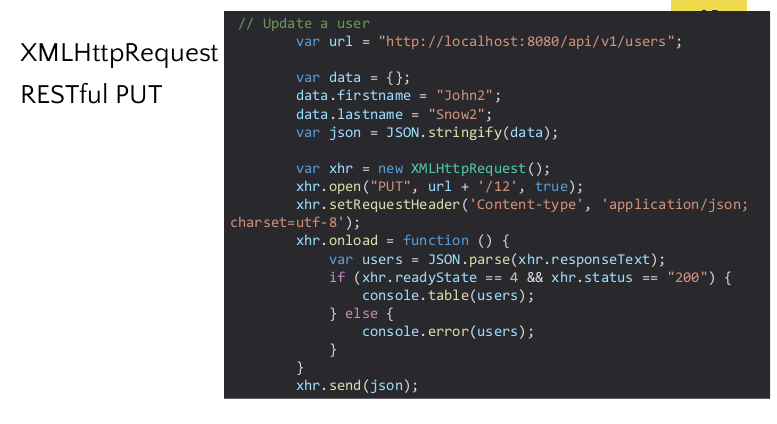 XMLHttpRequest
RESTful PUT
// Update a user
var url = "http://localhost:8080/api/v1/users";
var data = {};
data.firstname = "John2";
data.lastname = "Snow2";
var json = JSON.stringify(data);
var xhr = new XMLHttpRequest();
xhr.open("PUT", url + '/12', true);
xhr.setRequestHeader('Content-type', 'application/json;
charset=utf-8');
xhr.onload = function () {
var users = JSON.parse(xhr.responseText);
if (xhr.readyState == 4 && xhr.status == "200") {
console.table(users);
} else {
console.error(users);
}
}
xhr.send(json);